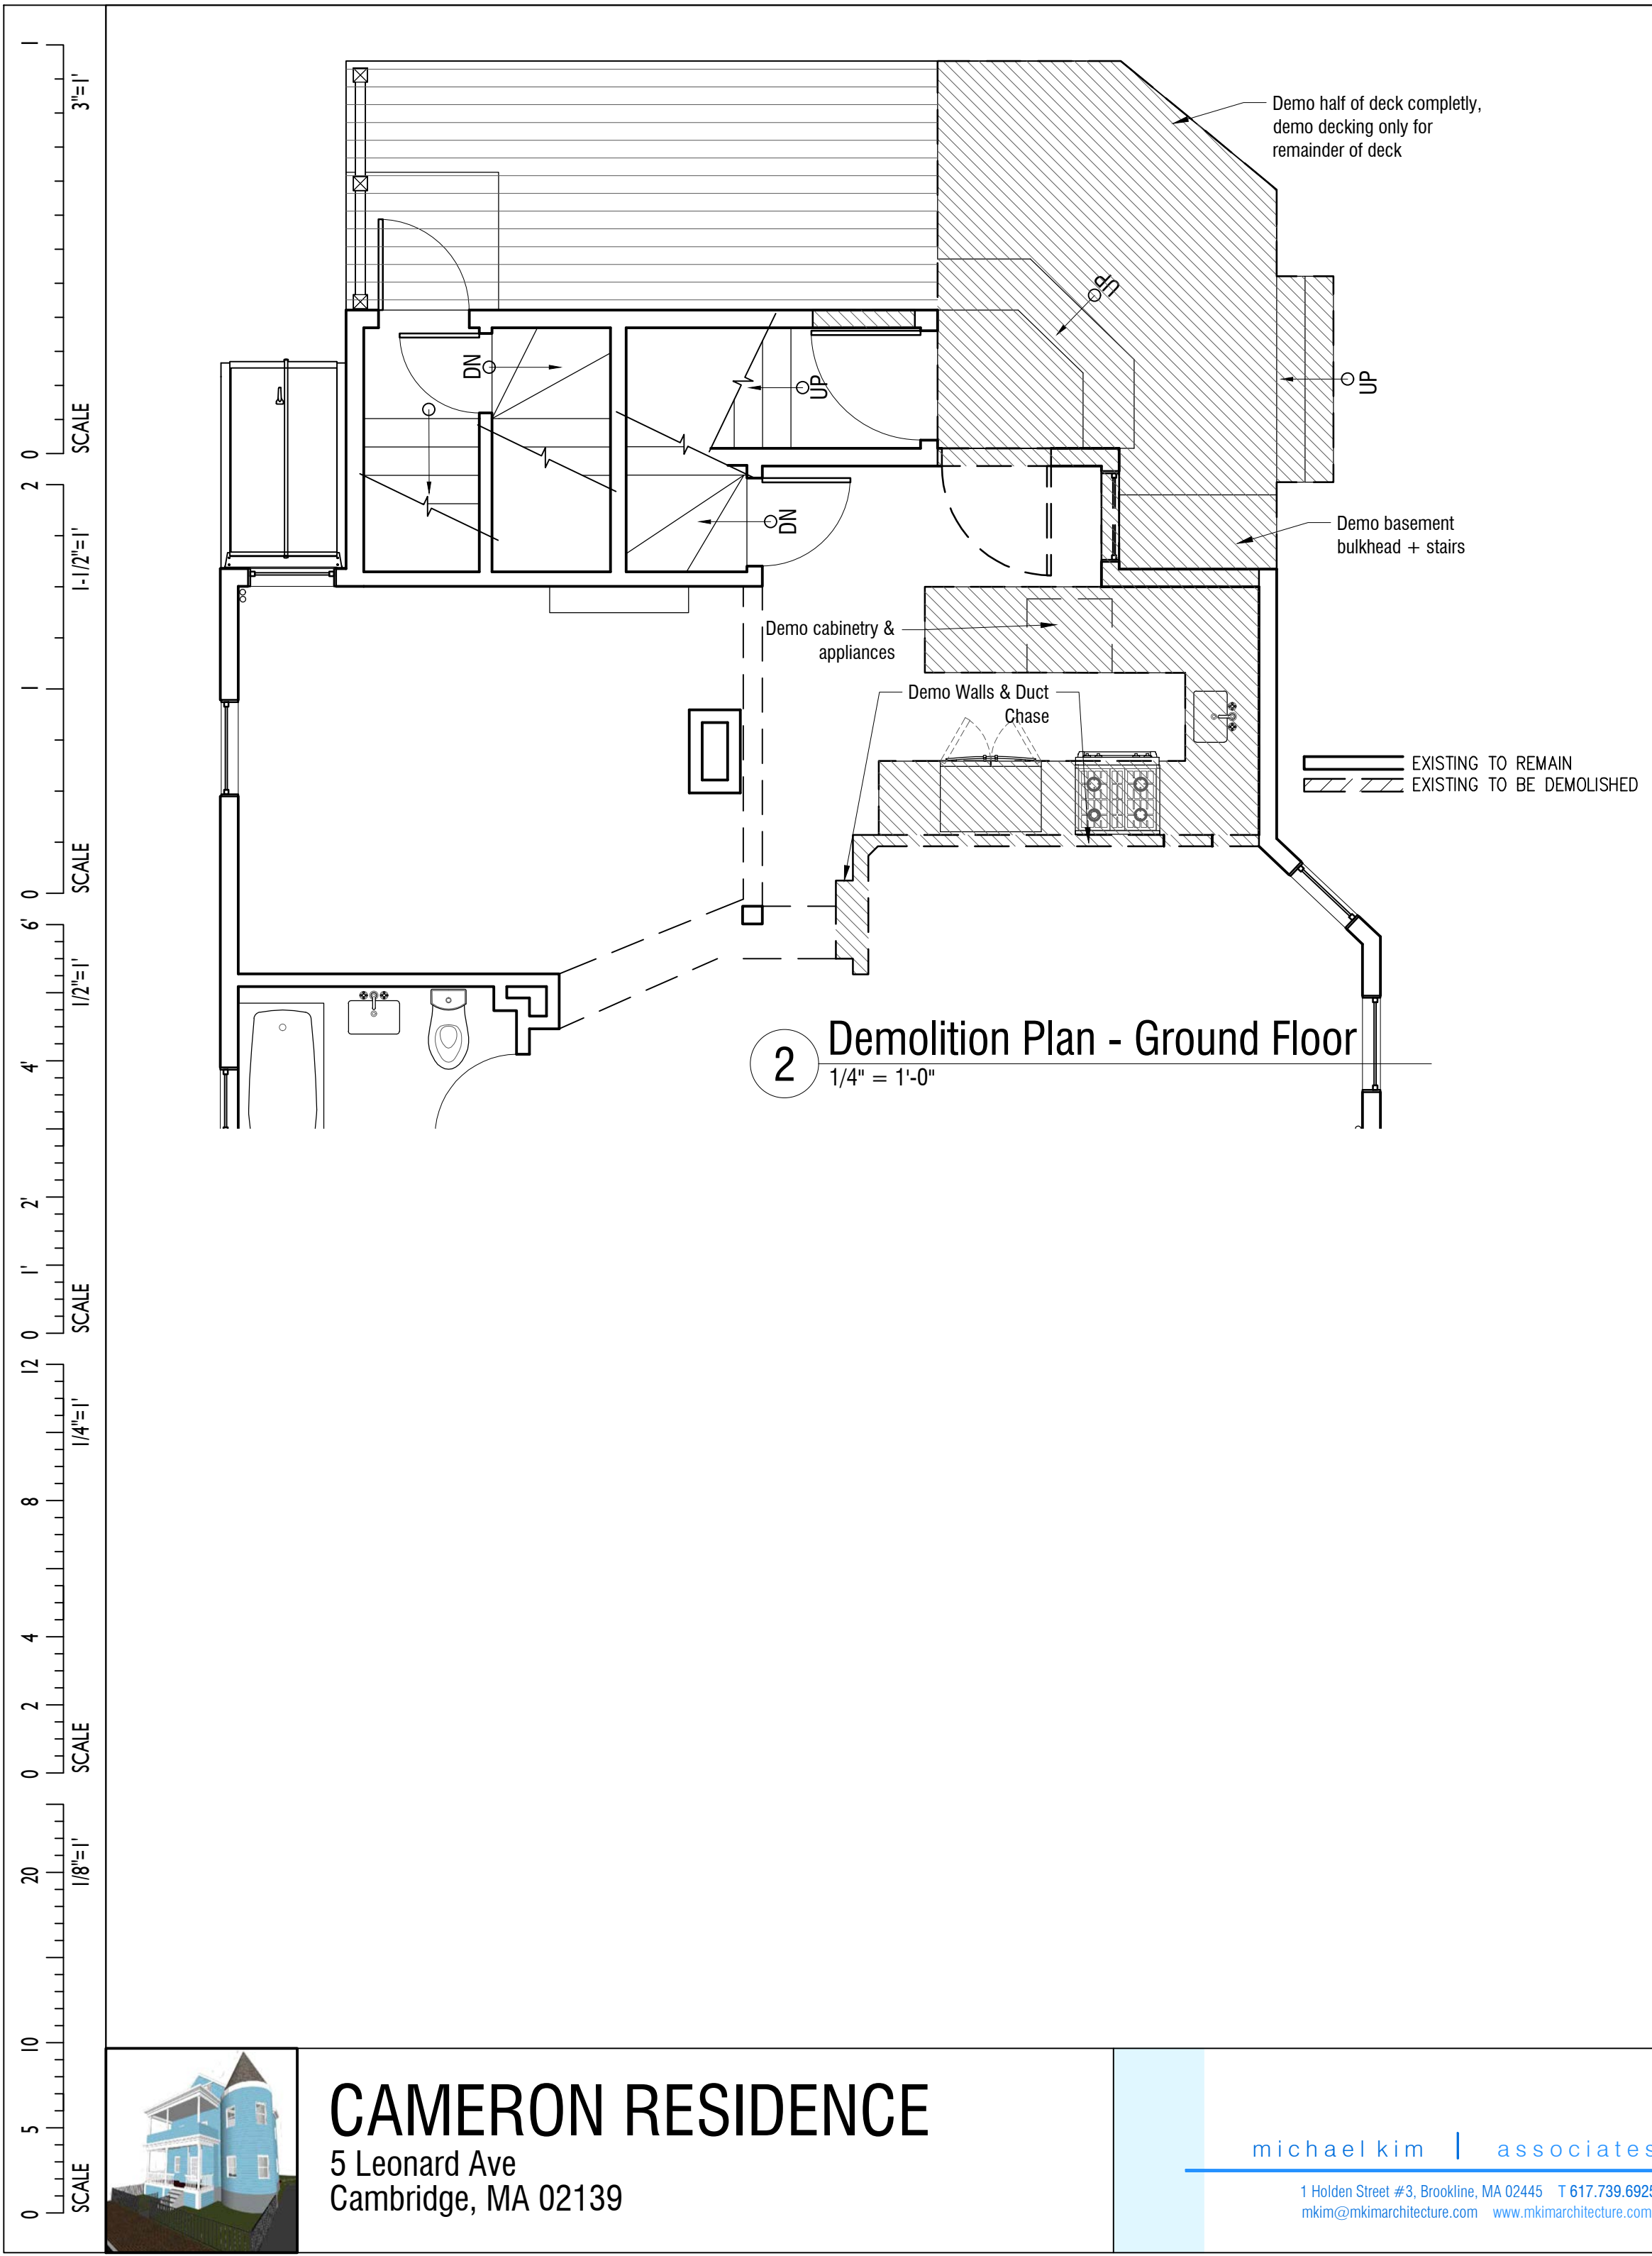 Demo half of deck completly,
demo decking only for
remainder of deck
UP
DN
UP
UP
DN
Demo basement
bulkhead + stairs
Demo cabinetry &
appliances
Demo Walls & Duct
Chase
EXISTING TO REMAIN
EXISTING TO BE DEMOLISHED
2
Demolition Plan - Ground Floor
1/4" = 1'-0"
1
3"=1'
0
SCALE
2
1-1/2"=1'
1
0
SCALE
6'
1/2"=1'
4'
2'
1'
0
SCALE
12
1/4"=1'
8
4
2
0
SCALE
1/8"=1'
20
10
5
0
SCALE
CAMERON RESIDENCE
5 Leonard Ave
Cambridge, MA 02139
michael kim | associates
1 Holden Street #3, Brookline, MA 02445 T 617.739.6925
mkim@mkimarchitecture.com www.mkimarchitecture.com